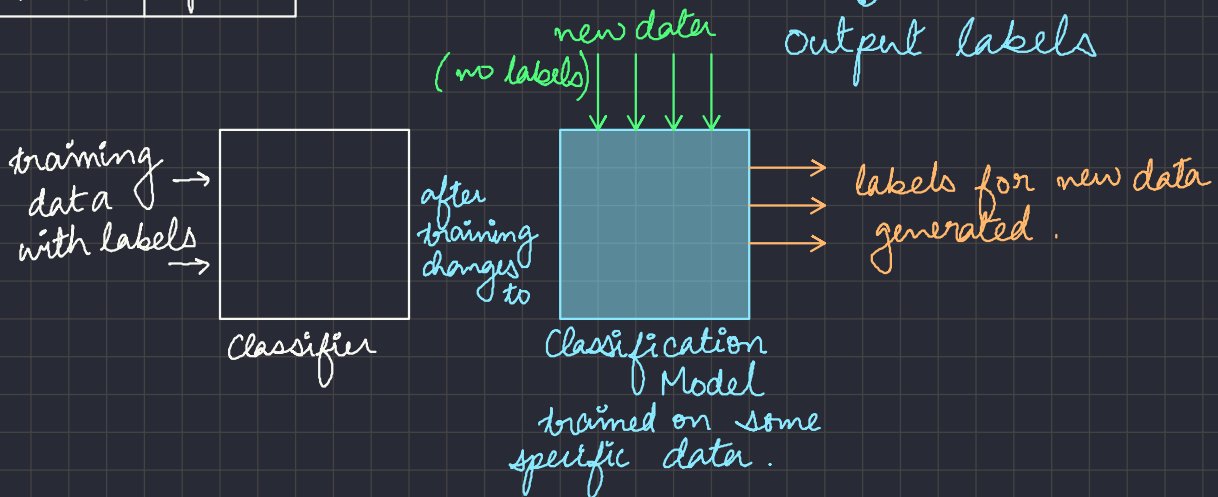 output labels
new data
(no labels)
training
data
with labels
Classifier
after
training
changes
to
Classification
Model
trained on some
specific data.
labels for new data
generated.